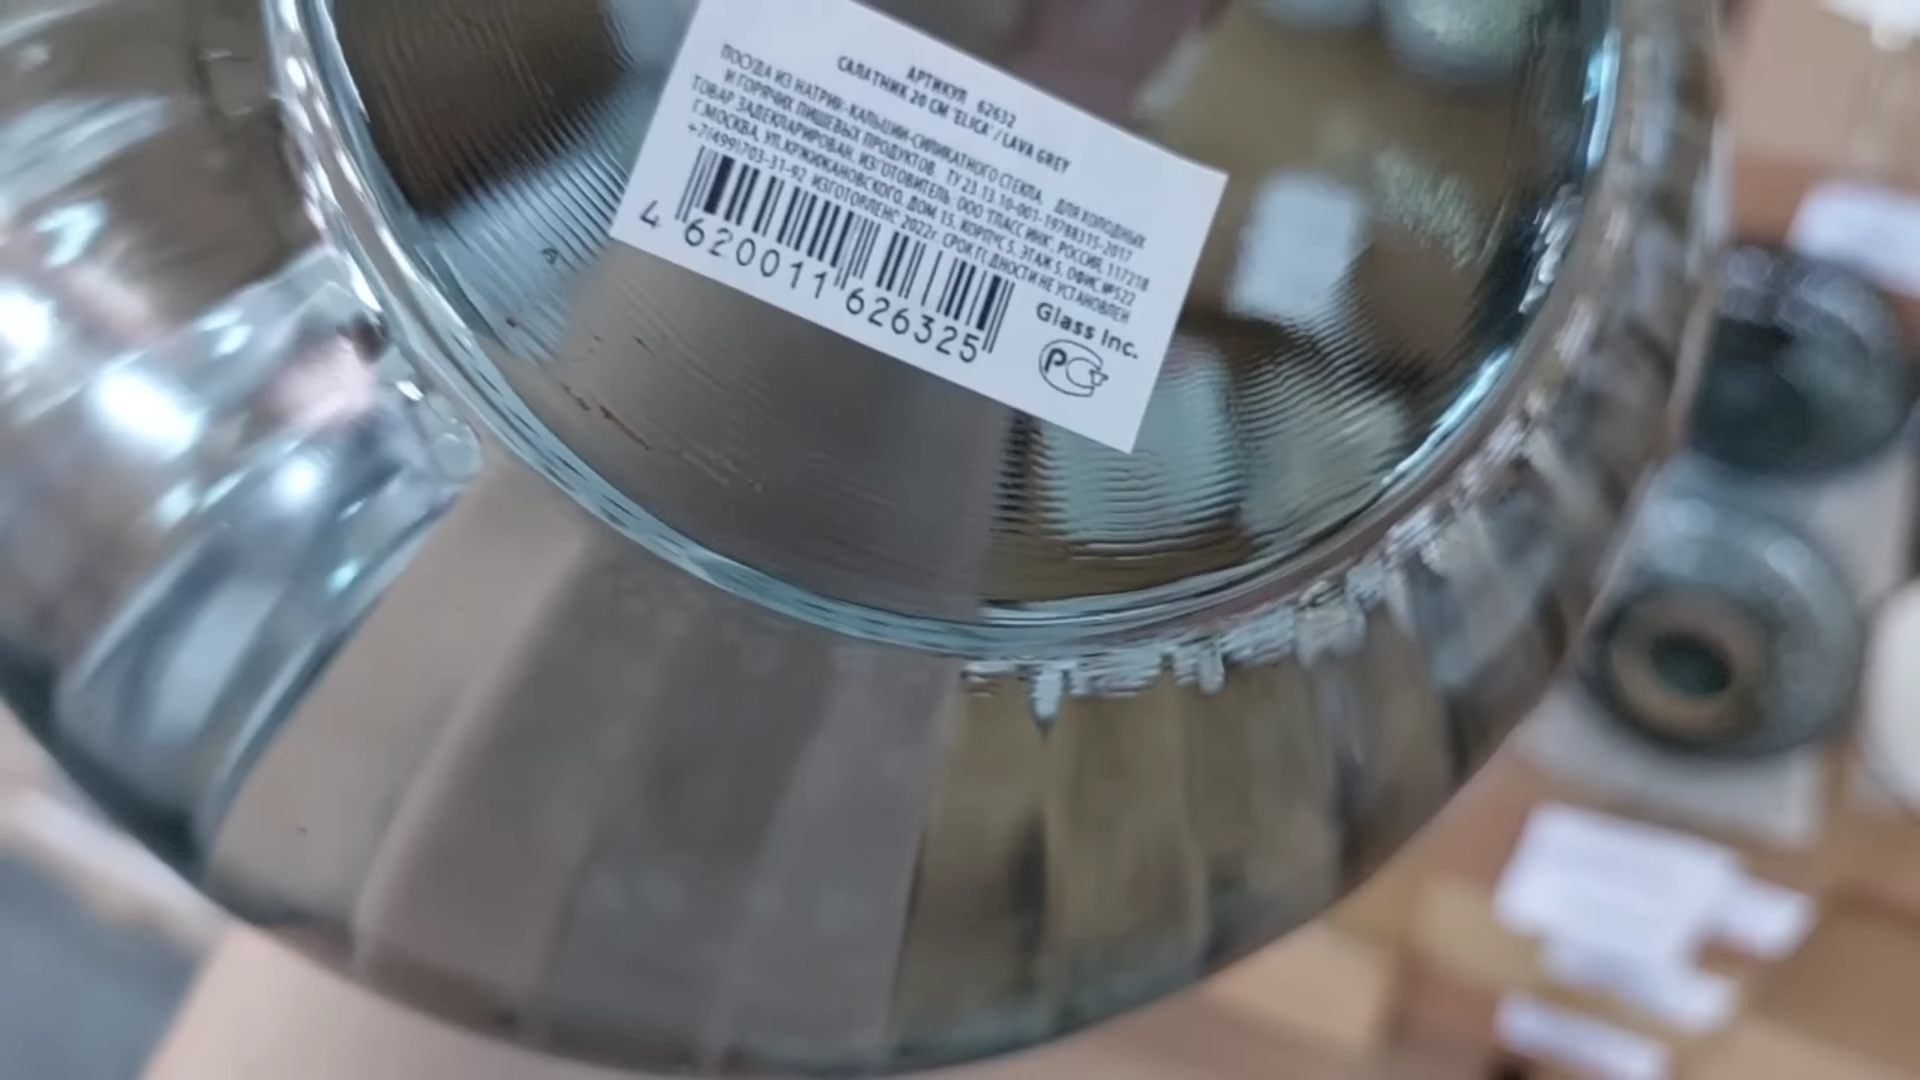 АРТИКУЛ 62632
САЛАТНИК 20 СМ 'ELICA' / LAVA GREY
ПОСУДА ИЗ НАТРИЙ-КАЛЬЦИЙ-СИЛИКАТНОГО СТЕКЛА ДЛЯ ХОЛОДНЫХ
И ГОРЯЧИХ ПИЩЕВЫХ ПРОДУКТОВ. ТУ 23.13.10-001-19788315-2017
ТОВАР ЗАДЕКЛАРИРОВАН. ИЗГОТОВИТЕЛЬ: ООО "ГЛАСС ИНК", РОССИЯ, 117218
Г.МОСКВА, УЛ.КРЖИЖАНОВСКОГО, ДОМ 15, КОРПУС 5, ЭТАЖ 5, ОФИС №522
+7(499)703-31-92 2022г. СРОК НЕ УСТАНОВЛЕН
4 620011 626325
Glass Inc.
РС